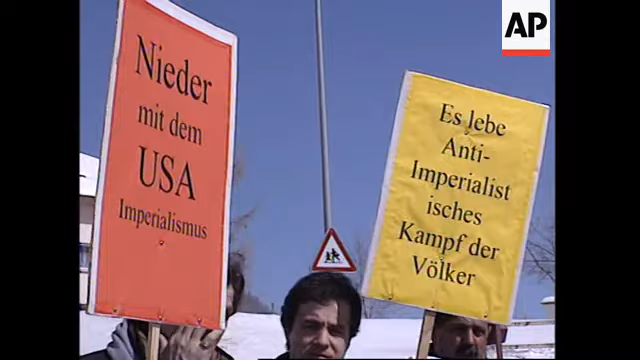 AP
Nieder
mit dem
USA
Imperialismus
Es lebe
Anti-
Imperialist
isches
Kampf der
Völker